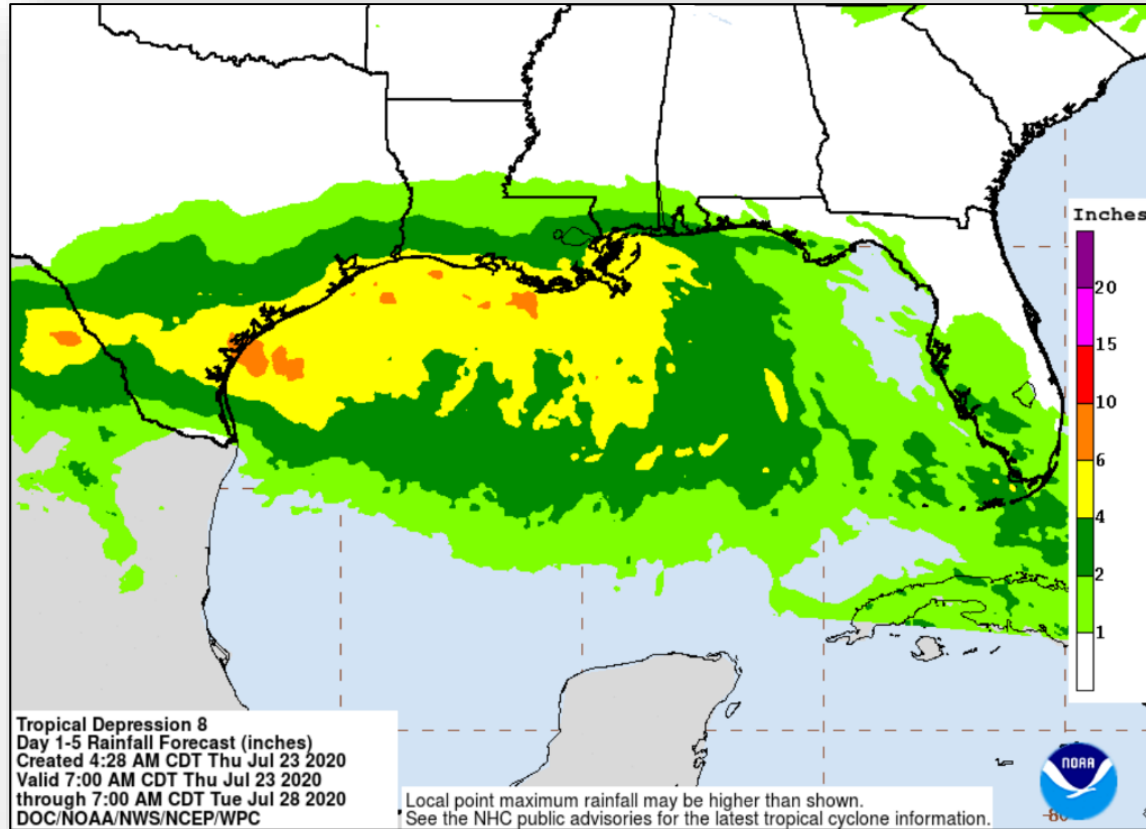 Inches
20
15
10
6
4
2
1
Tropical Depression 8
Day 1-5 Rainfall Forecast (inches)
Created 4:28 AM CDT Thu Jul 23 2020
Valid 7:00 AM CDT Thu Jul 23 2020
through 7:00 AM CDT Tue Jul 28 2020
DOC/NOAA/NWS/NCEP/WPC
Local point maximum rainfall may be higher than shown.
See the NHC public advisories for the latest tropical cyclone information.
NOAA